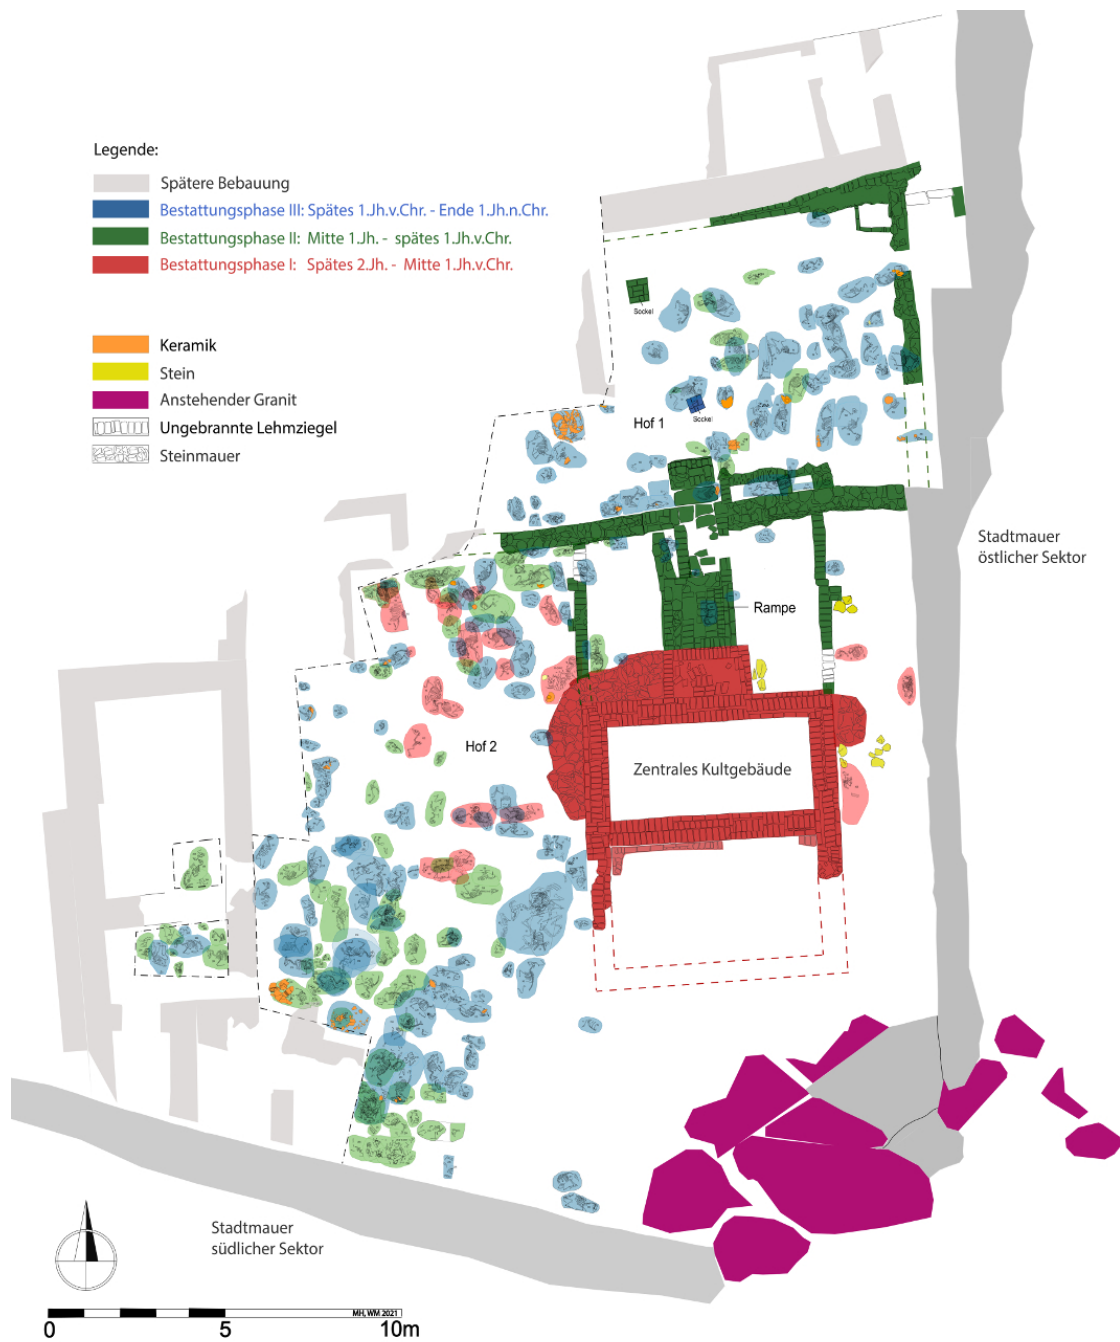 Legende:
Spätere Bebauung
Bestattungsphase III: Spätes 1.Jh.v.Chr. - Ende 1.Jh.n.Chr.
Bestattungsphase II: Mitte 1.Jh. - spätes 1.Jh.v.Chr.
Bestattungsphase I: Spätes 2.Jh. - Mitte 1.Jh.v.Chr.
Keramik
Stein
Anstehender Granit
Ungebrannte Lehmziegel
Steinmauer
Sockel
Sockel
Hof 1
Stadtmauer
östlicher Sektor
Rampe
Hof 2
Zentrales Kultgebäude
Stadtmauer
südlicher Sektor
MH, WM 2021
0 5 10m